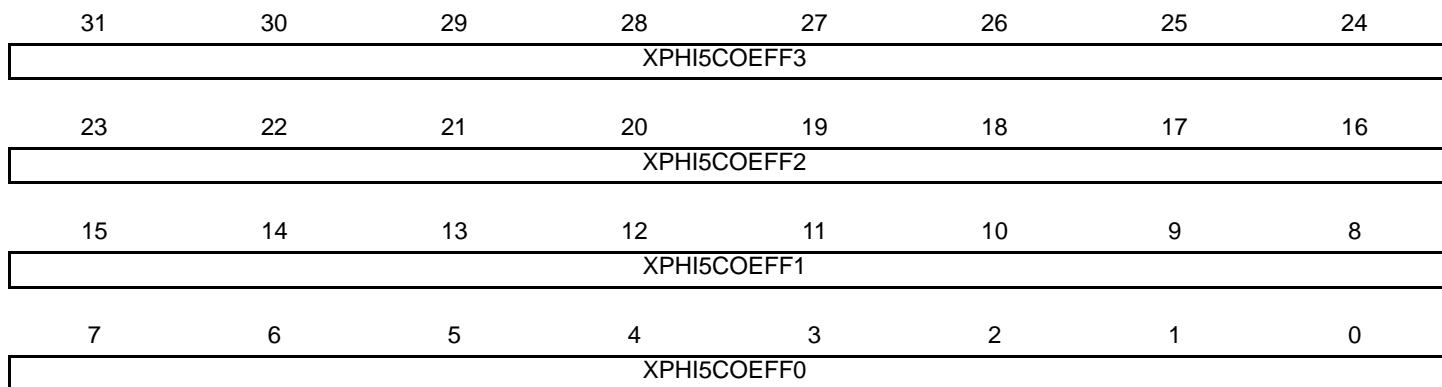 31 30 29 28 27 26 25 24
XPHI5COEFF3
23 22 21 20 19 18 17 16
XPHI5COEFF2
15 14 13 12 11 10 9 8
XPHI5COEFF1
7 6 5 4 3 2 1 0
XPHI5COEFF0